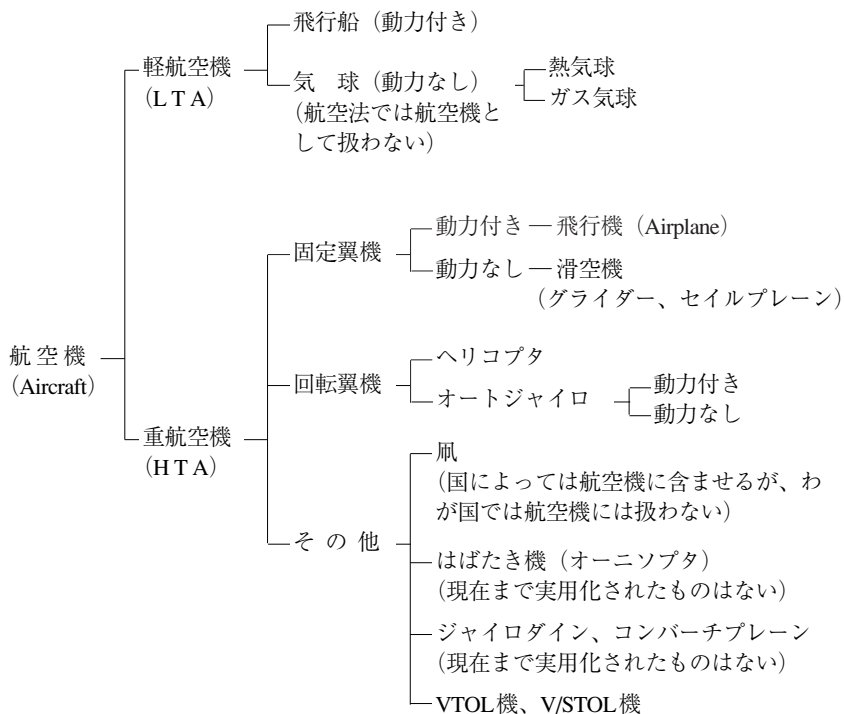 飛行船（動力付き）
軽航空機
（L T A）
気　球（動力なし）
（航空法では航空機と
して扱わない）
熱気球
ガス気球
動力付き ― 飛行機（Airplane）
固定翼機
動力なし ― 滑空機
（グライダー、セイルプレーン）
航 空 機
（Aircraft）
ヘリコプタ
回転翼機
オートジャイロ
動力付き
動力なし
重航空機
（H T A）
凧
（国によっては航空機に含ませるが、わ
が国では航空機には扱わない）
そ の 他
はばたき機（オーニソプタ）
（現在まで実用化されたものはない）
ジャイロダイン、コンバーチプレーン
（現在まで実用化されたものはない）
VTOL機、V/STOL機